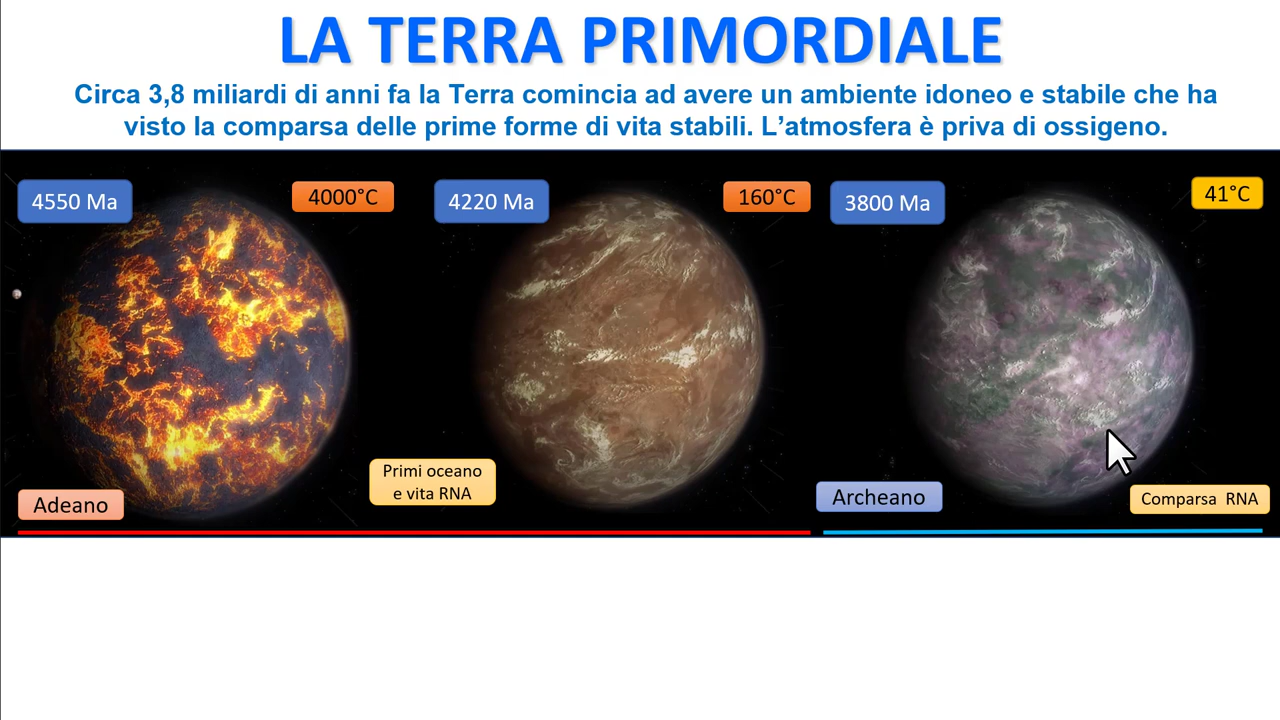 LA TERRA PRIMORDIALE
Circa 3,8 miliardi di anni fa la Terra comincia ad avere un ambiente idoneo e stabile che ha
visto la comparsa delle prime forme di vita stabili. L’atmosfera è priva di ossigeno.
4550 Ma
4000°C
4220 Ma
160°C
3800 Ma
41°C
Adeano
Primi oceano
e vita RNA
Archeano
Comparsa RNA